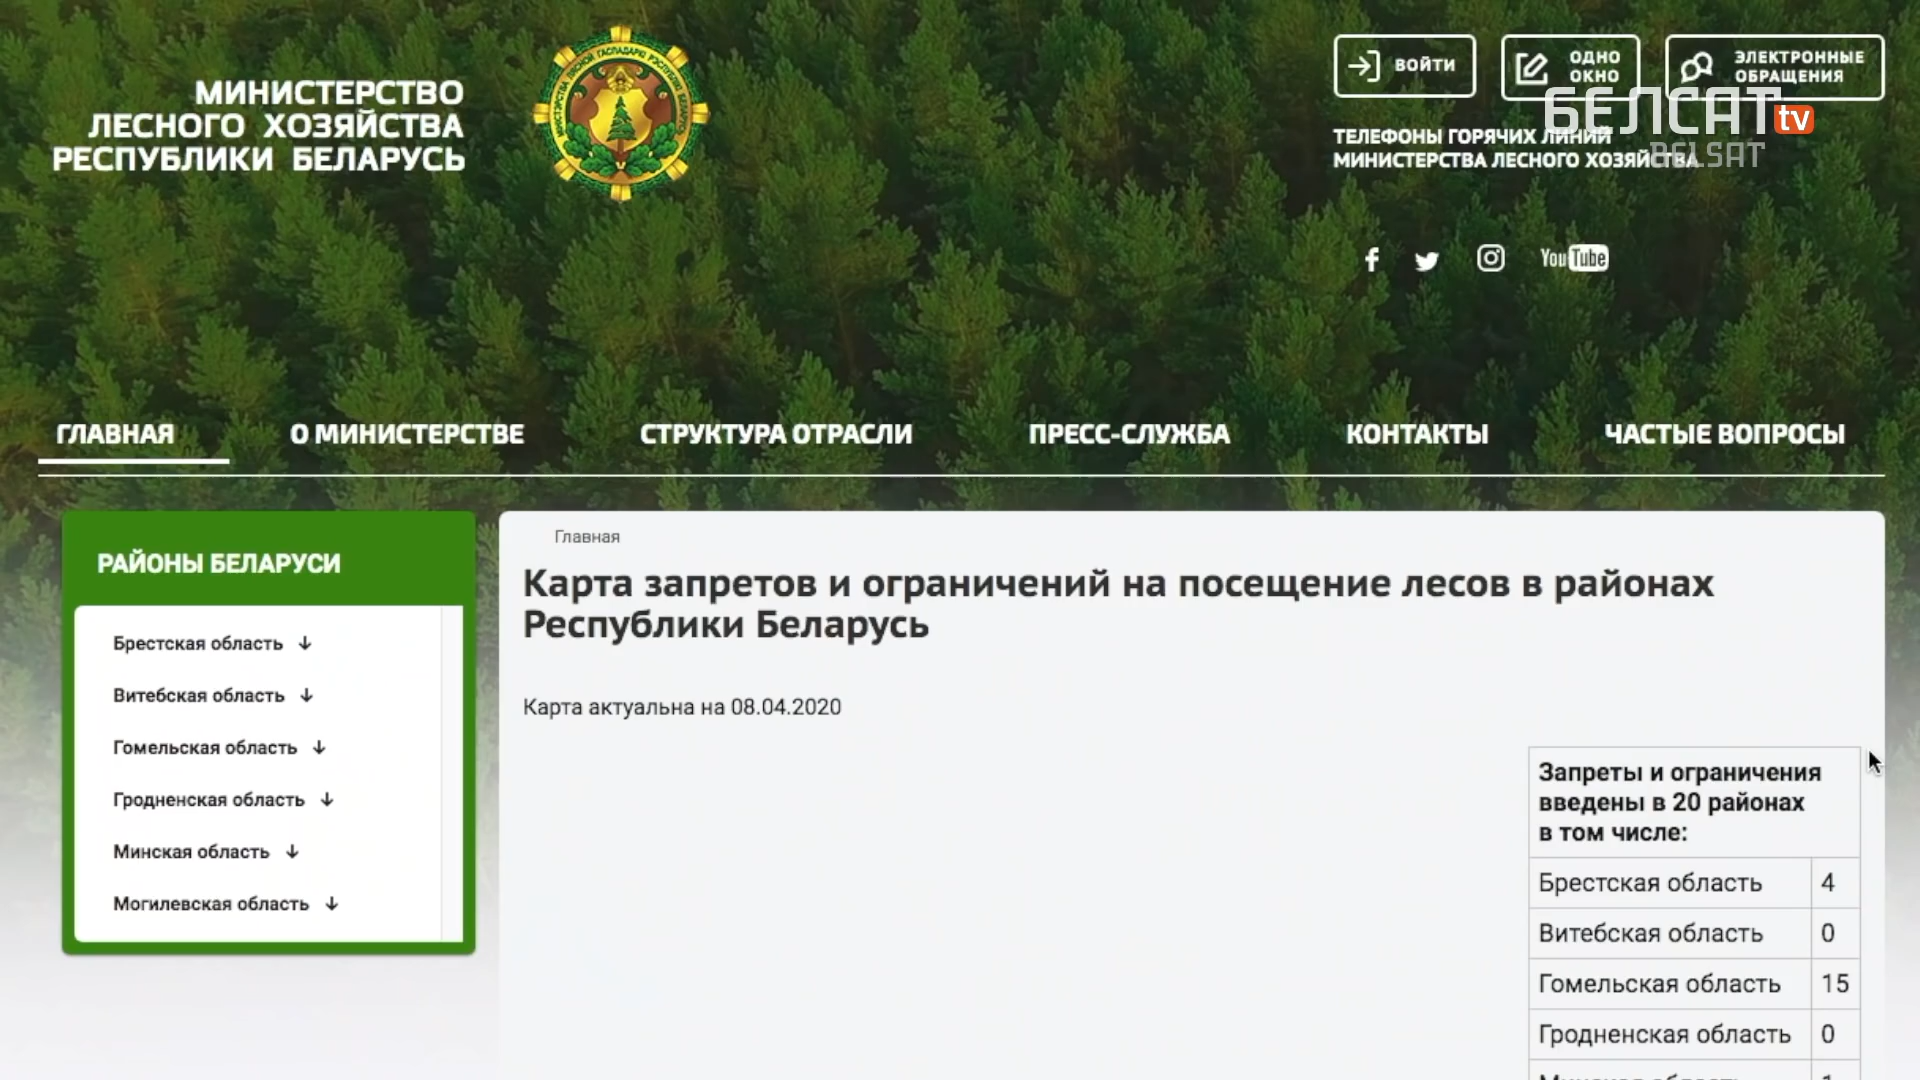 МИНИСТЕРСТВО
ЛЕСНОГО ХОЗЯЙСТВА
РЕСПУБЛИКИ БЕЛАРУСЬ
ВОЙТИ
ОДНО
ОКНО
ЭЛЕКТРОННЫЕ
ОБРАЩЕНИЯ
БЕЛСАТ tv
BELSAT
ТЕЛЕФОНЫ ГОРЯЧИХ ЛИНИЙ
МИНИСТЕРСТВА ЛЕСНОГО ХОЗЯЙСТВА
You Tube
ГЛАВНАЯ
О МИНИСТЕРСТВЕ
СТРУКТУРА ОТРАСЛИ
ПРЕСС-СЛУЖБА
КОНТАКТЫ
ЧАСТЫЕ ВОПРОСЫ
РАЙОНЫ БЕЛАРУСИ
Брестская область ↓
Витебская область ↓
Гомельская область ↓
Гродненская область ↓
Минская область ↓
Могилевская область ↓
Главная
Карта запретов и ограничений на посещение лесов в районах
Республики Беларусь
Карта актуальна на 08.04.2020
Запреты и ограничения
введены в 20 районах
в том числе:
Брестская область 4
Витебская область 0
Гомельская область 15
Гродненская область 0